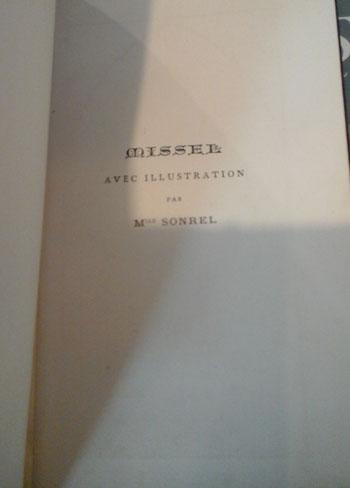 MISSEL
AVEC ILLUSTRATION
PAR
MLLE SONREL